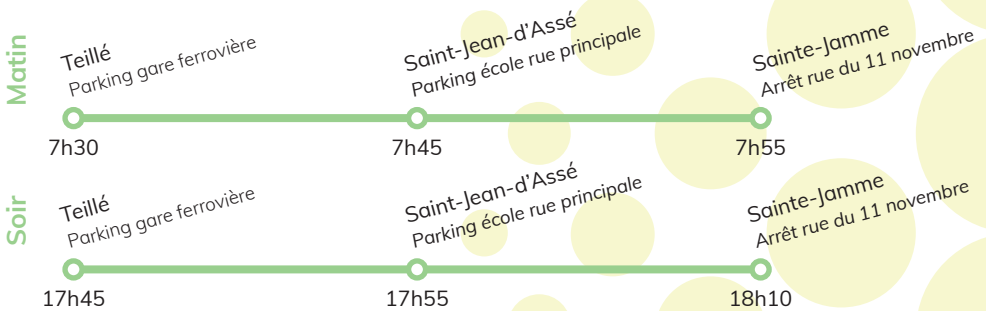 Matin
Teillé
Parking gare ferrovière
Saint-Jean-d'Assé
Parking école rue principale
Sainte-Jamme
Arrêt rue du 11 novembre
7h30
7h45
7h55
Soir
Teillé
Parking gare ferrovière
Saint-Jean-d'Assé
Parking école rue principale
Sainte-Jamme
Arrêt rue du 11 novembre
17h45
17h55
18h10